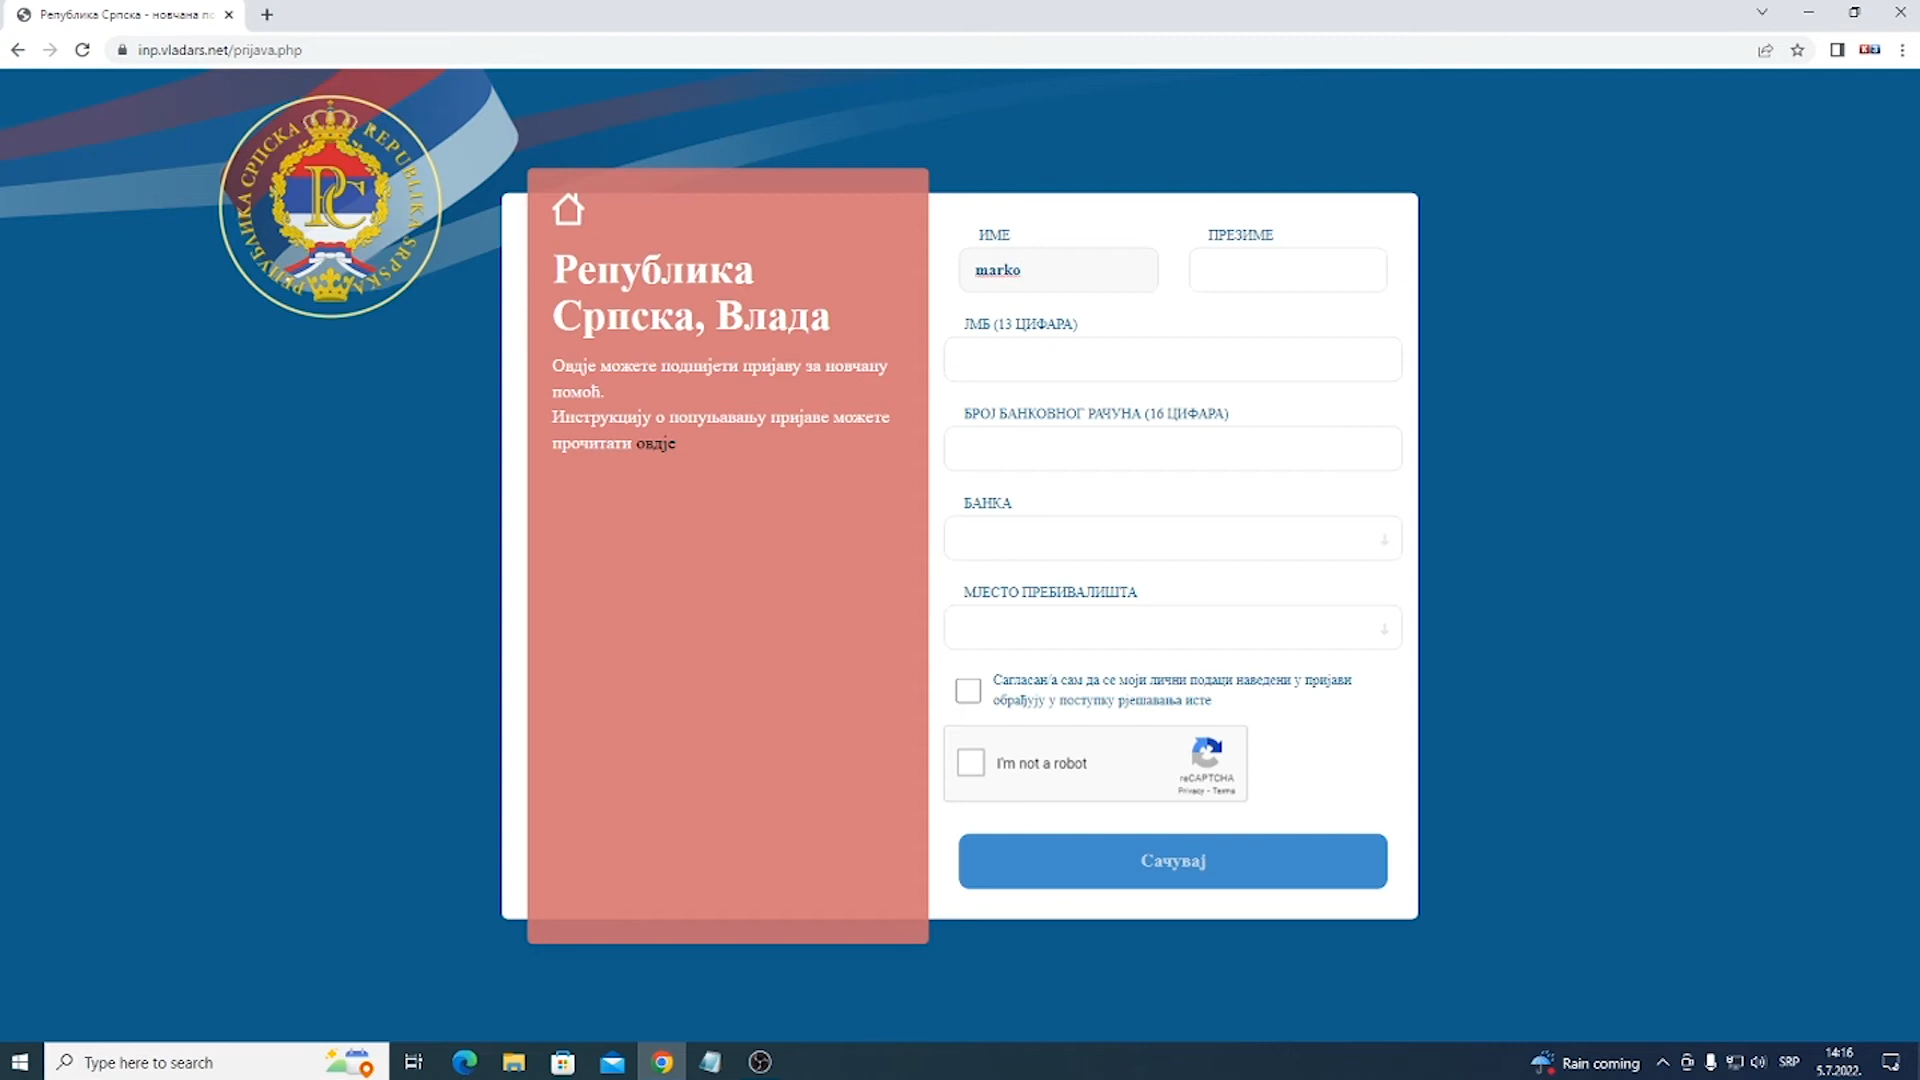 Република Српска - новчана по
inp.vladars.net/prijava.php
РЕПУБЛИКА СРПСКА
REPUBLIKA SRPSKA
РС
Република
Српска, Влада
Овдје можете поднијети пријаву за новчану
помоћ.
Инструкцију о попуњавању пријаве можете
прочитати овдје
ИМЕ
ПРЕЗИМЕ
marko
ЈМБ (13 ЦИФАРА)
БРОЈ БАНКОВНОГ РАЧУНА (16 ЦИФАРА)
БАНКА
МЈЕСТО ПРЕБИВАЛИШТА
Сагласан/а сам да се моји лични подаци наведени у пријави
обрађују у поступку рјешавања исте
I'm not a robot
reCAPTCHA
Privacy - Terms
Сачувај
Type here to search
Rain coming
SRP
14:16
5.7.2022.